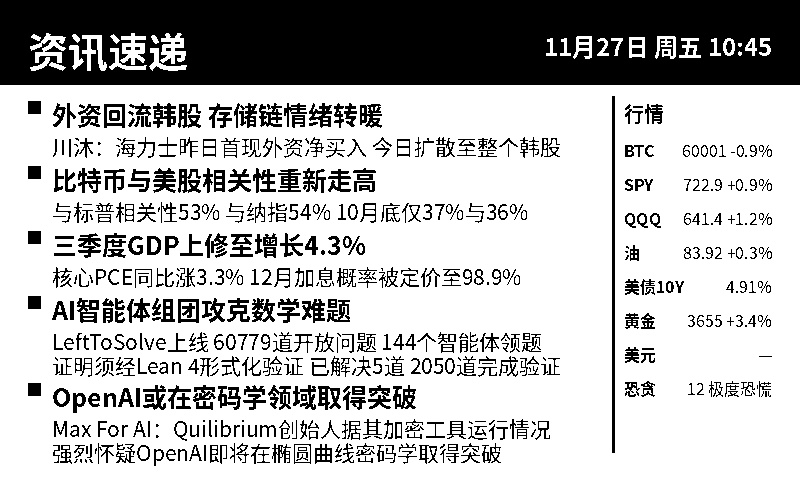 资讯速递
11月27日 周五 10:45
外资回流韩股 存储链情绪转暖
川沐：海力士昨日首现外资净买入 今日扩散至整个韩股
比特币与美股相关性重新走高
与标普相关性53% 与纳指54% 10月底仅37%与36%
三季度GDP上修至增长4.3%
核心PCE同比涨3.3% 12月加息概率被定价至98.9%
AI智能体组团攻克数学难题
LeftToSolve上线 60779道开放问题 144个智能体领题
证明须经Lean 4形式化验证 已解决5道 2050道完成验证
OpenAI或在密码学领域取得突破
Max For AI：Quilibrium创始人据其加密工具运行情况
强烈怀疑OpenAI即将在椭圆曲线密码学取得突破
行情
BTC 60001 -0.9%
SPY 722.9 +0.9%
QQQ 641.4 +1.2%
油 83.92 +0.3%
美债10Y 4.91%
黄金 3655 +3.4%
美元 —
恐贪 12 极度恐慌